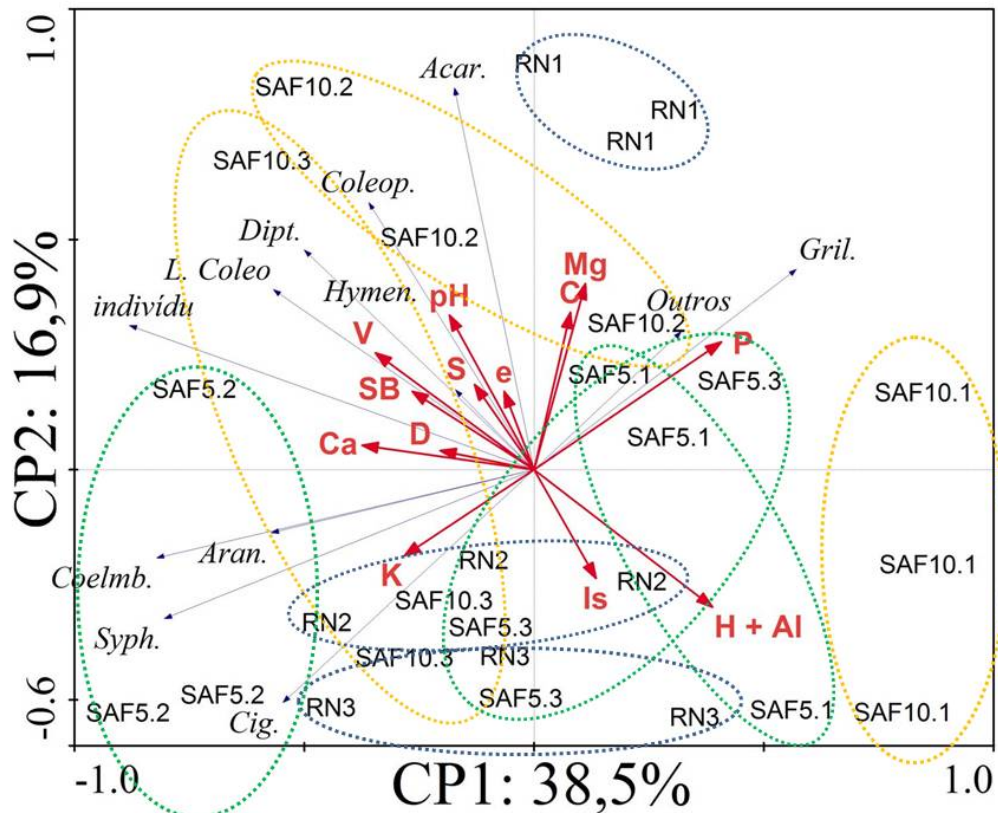 1.0
RN1
Acar.
SAF10.2
RN1
RN1
SAF10.3
Coleop.
Dipt.
SAF10.2
Gril.
L. Coleo
Mg
Hymen.
pH
C
Outros
indivídu
SAF10.2
V
P
S
e
SAF5.1
SAF5.3
SAF5.2
SB
SAF10.1
Ca
D
SAF5.1
CP2: 16,9%
Aran.
RN2
SAF10.1
Coelmb.
K
RN2
SAF10.3
Is
RN2
SAF5.3
H + Al
Syph.
SAF10.3
RN3
SAF5.2
SAF5.3
-0.6
SAF5.2
Cig.
RN3
RN3
SAF5.1
SAF10.1
-1.0
CP1: 38,5%
1.0